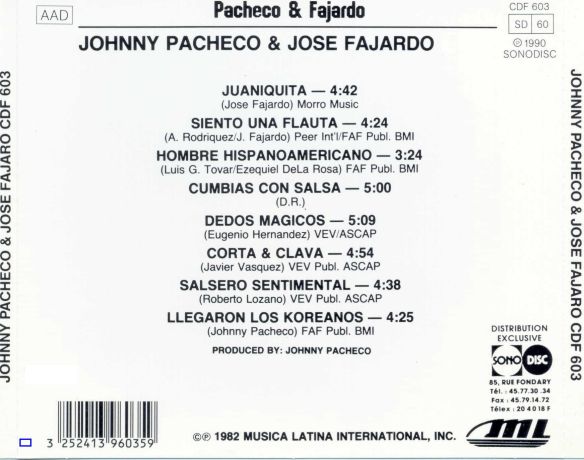 AAD
Pacheco & Fajardo
CDF 603
SD 60
℗ 1990
SONODISC
JOHNNY PACHECO & JOSE FAJARDO
JUANIQUITA — 4:42
(Jose Fajardo) Morro Music
SIENTO UNA FLAUTA — 4:24
(A. Rodriquez/J. Fajardo) Peer Int'l/FAF Publ. BMI
HOMBRE HISPANOAMERICANO — 3:24
(Luis G. Tovar/Ezequiel DeLa Rosa) FAF Publ. BMI
CUMBIAS CON SALSA — 5:00
(D.R.)
DEDOS MAGICOS — 5:09
(Eugenio Hernandez) VEV/ASCAP
CORTA & CLAVA — 4:54
(Javier Vasquez) VEV Publ. ASCAP
SALSERO SENTIMENTAL — 4:38
(Roberto Lozano) VEV Publ. ASCAP
LLEGARON LOS KOREANOS — 4:25
(Johnny Pacheco) FAF Publ. BMI
PRODUCED BY: JOHNNY PACHECO
DISTRIBUTION
EXCLUSIVE
SONO DISC
85, RUE FONDARY
Tél. : 45.77.30.34
Fax : 45.79.14.72
Télex : 204018F
3 252413 960359
©℗ 1982 MUSICA LATINA INTERNATIONAL, INC.
ML
JOHNNY PACHECO & JOSE FAJARO CDF 603
JOHNNY PACHECO & JOSE FAJARO CDF 603